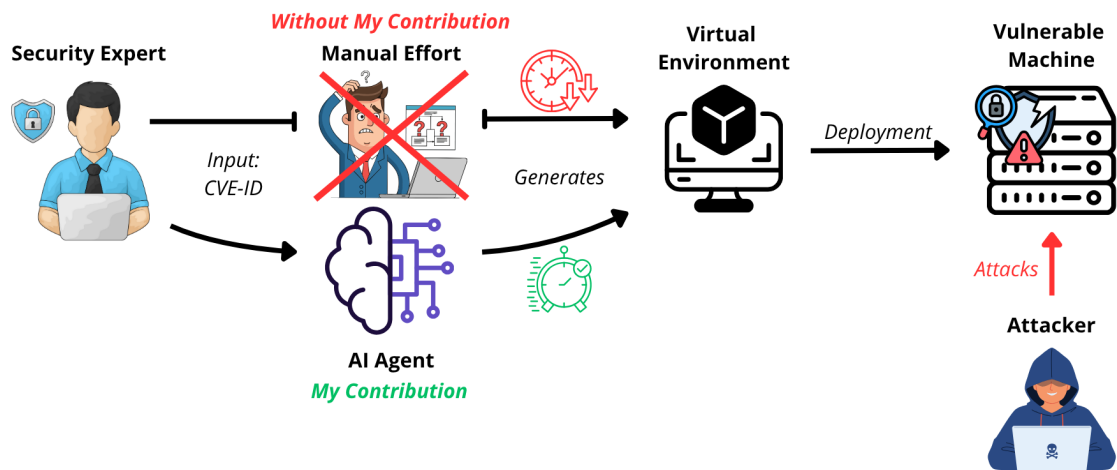 Without My Contribution
Security Expert
Manual Effort
Virtual
Environment
Vulnerable
Machine
?
? ?
Input:
CVE-ID
Generates
Deployment
Attacks
Attacker
AI Agent
My Contribution